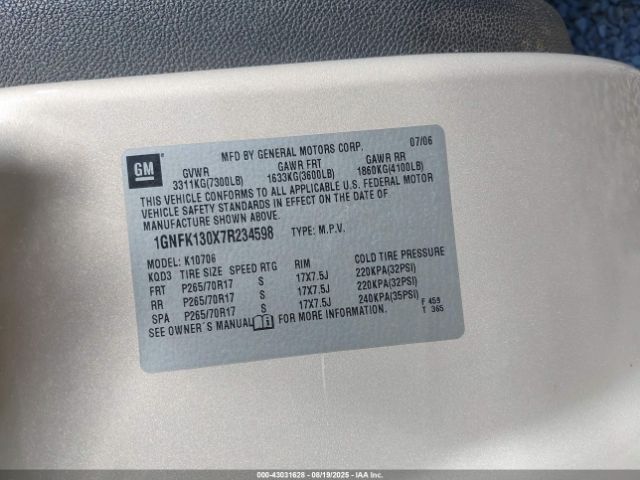 GM
MFD BY GENERAL MOTORS CORP. 07/06
GVWR GAWR FRT GAWR RR
3311KG(7300LB) 1633KG(3600LB) 1860KG(4100LB)
THIS VEHICLE CONFORMS TO ALL APPLICABLE U.S. FEDERAL MOTOR
VEHICLE SAFETY STANDARDS IN EFFECT ON THE DATE OF
MANUFACTURE SHOWN ABOVE.
1GNFK130X7R234598 TYPE: M.P.V.
MODEL: K10706
KQD3 TIRE SIZE SPEED RTG RIM COLD TIRE PRESSURE
FRT P265/70R17 S 17X7.5J 220KPA(32PSI)
RR P265/70R17 S 17X7.5J 220KPA(32PSI)
SPA P265/70R17 S 17X7.5J 240KPA(35PSI)
SEE OWNER'S MANUAL FOR MORE INFORMATION.
F 459
T 365
000-43031628 - 08/19/2025 - IAA Inc.